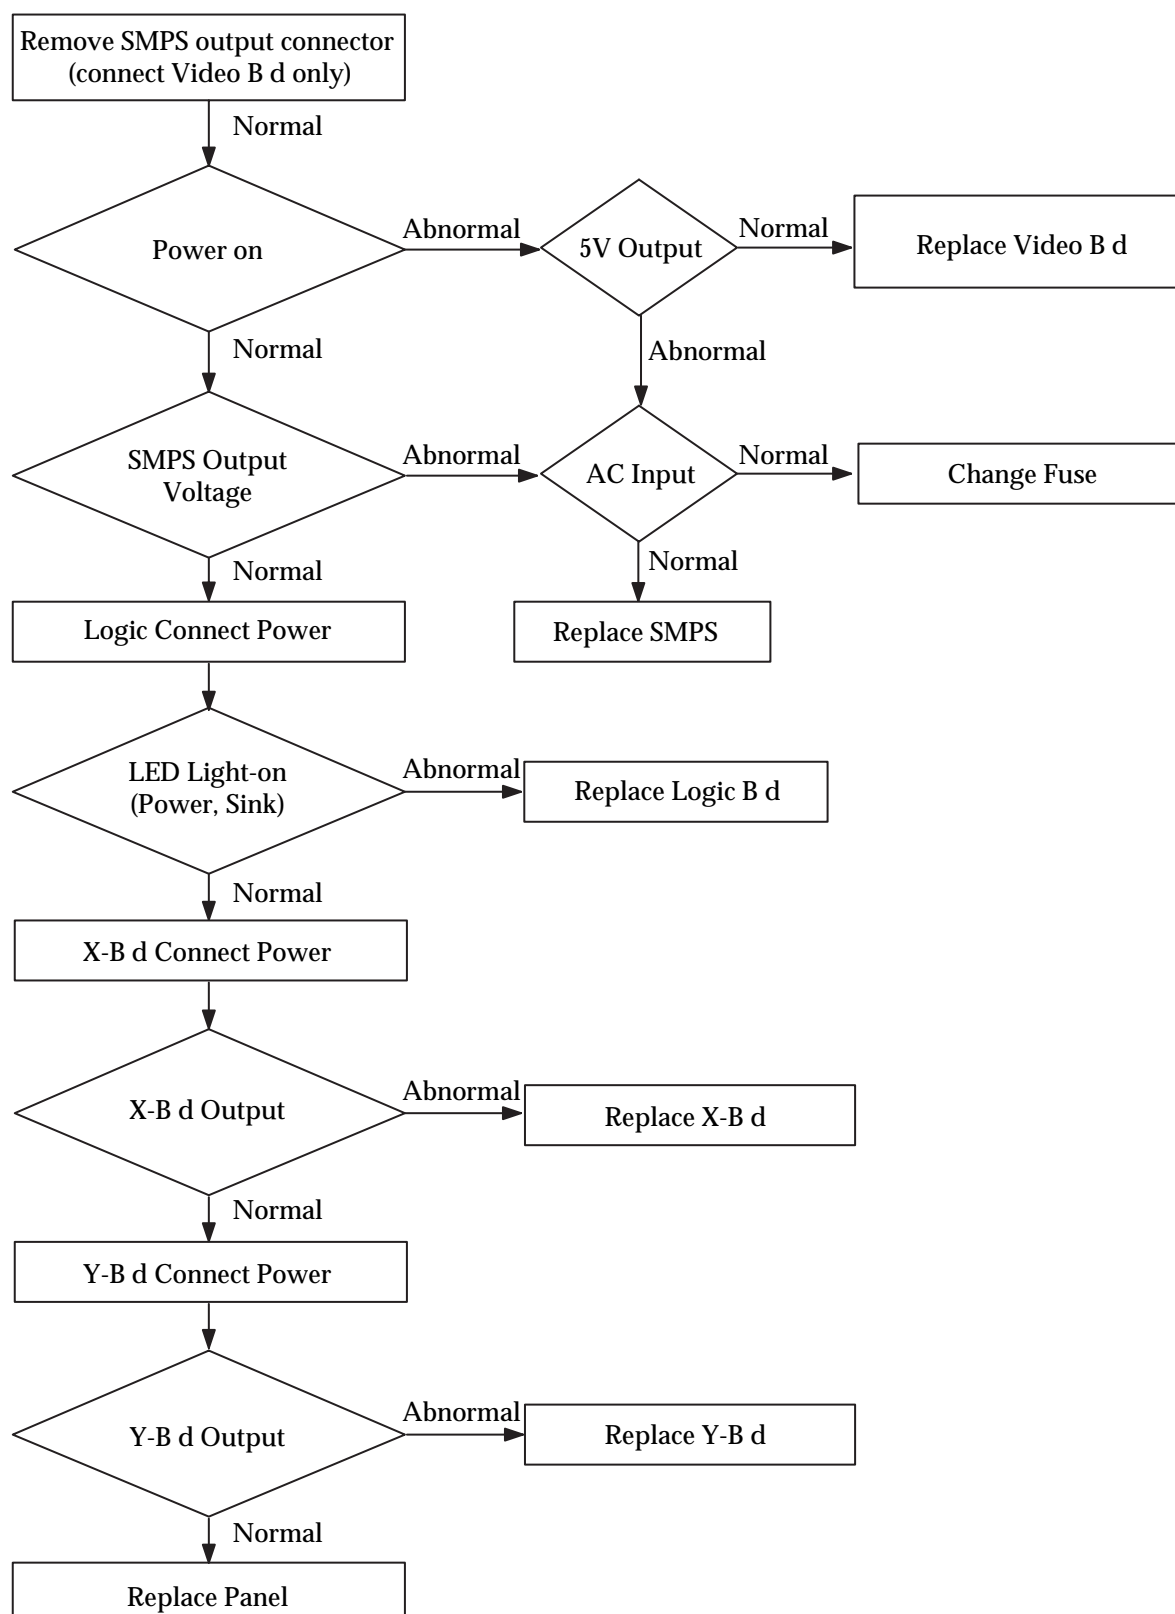 Remove SMPS output connector
(connect Video B d only)
Normal
Power on
Abnormal
5V Output
Normal
Replace Video B d
Normal
Abnormal
SMPS Output
Voltage
Abnormal
AC Input
Normal
Change Fuse
Normal
Normal
Logic Connect Power
Replace SMPS
LED Light-on
(Power, Sink)
Abnormal
Replace Logic B d
Normal
X-B d Connect Power
X-B d Output
Abnormal
Replace X-B d
Normal
Y-B d Connect Power
Y-B d Output
Abnormal
Replace Y-B d
Normal
Replace Panel